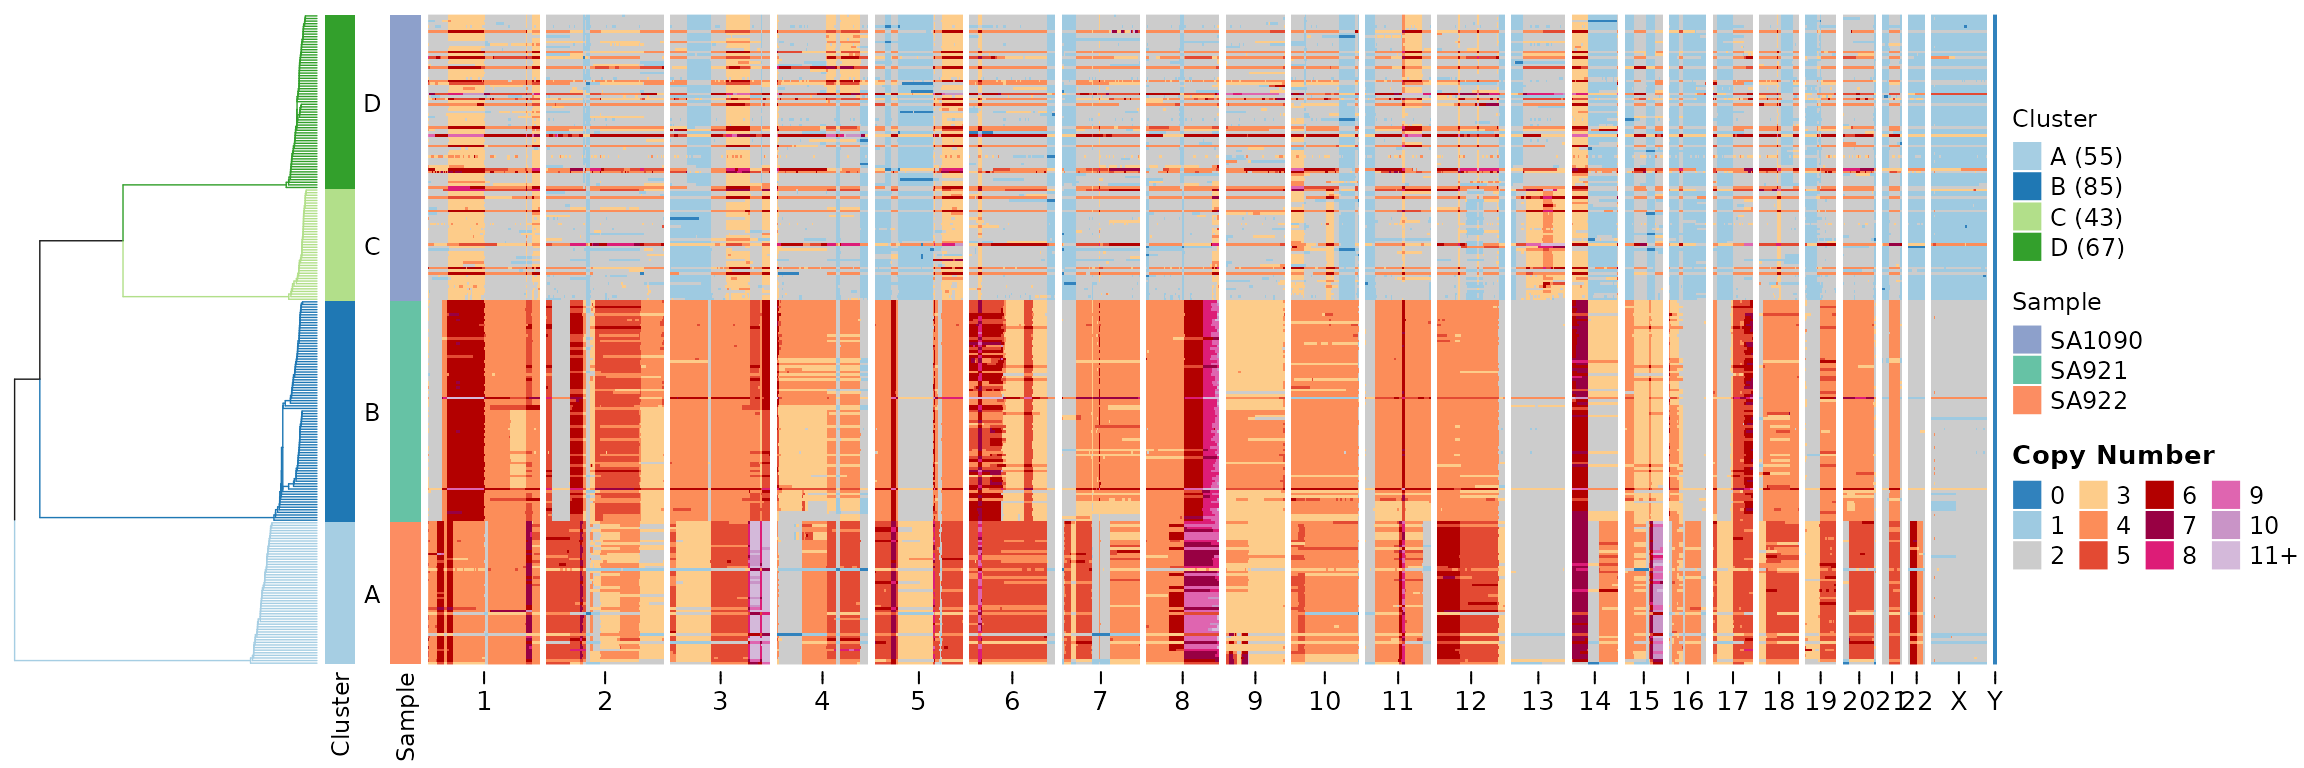 D
C
B
A
Cluster
Sample
1 2 3 4 5 6 7 8 9 10 11 12 13 14 15 16 17 18 19 20 21 22 X Y
Cluster
A (55)
B (85)
C (43)
D (67)
Sample
SA1090
SA921
SA922
Copy Number
0 3 6 9
1 4 7 10
2 5 8 11+